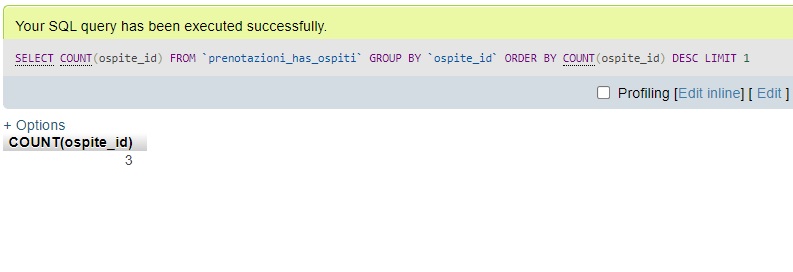 Your SQL query has been executed successfully.
SELECT COUNT(ospite_id) FROM `prenotazioni_has_ospiti` GROUP BY `ospite_id` ORDER BY COUNT(ospite_id) DESC LIMIT 1
Profiling [Edit inline] [ Edit ]
+ Options
COUNT(ospite_id)
3